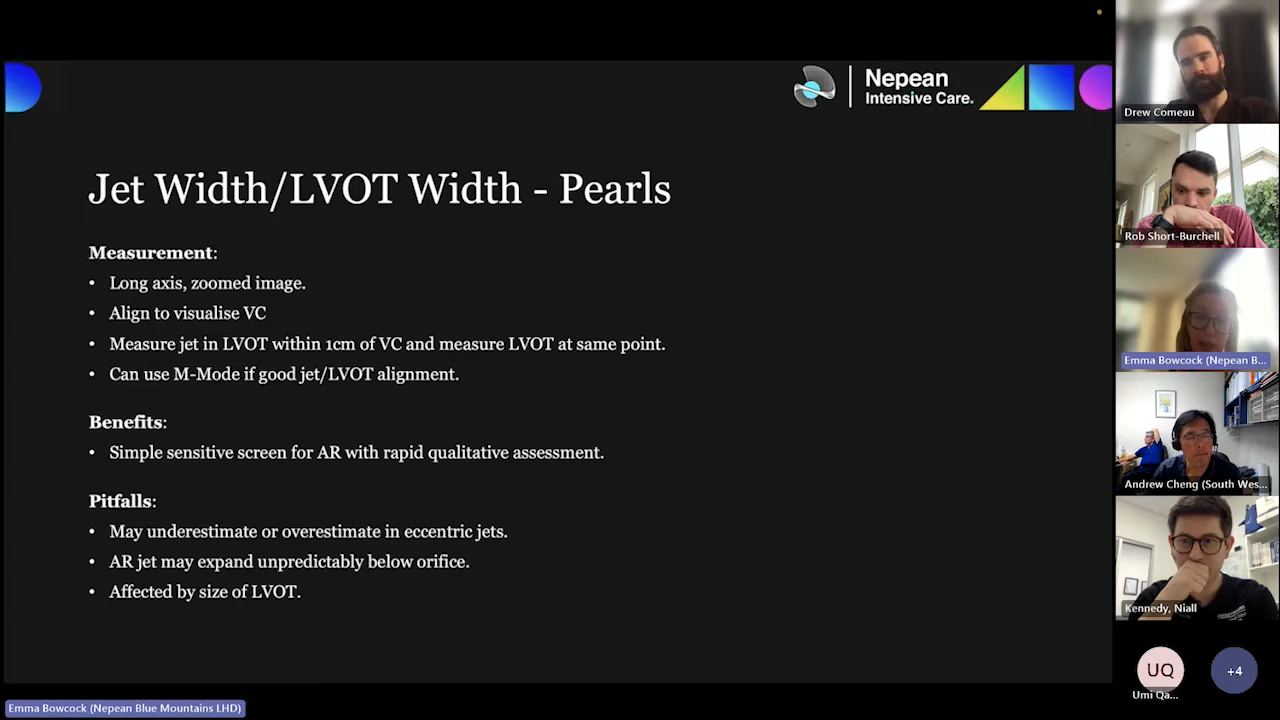 Nepean
Intensive Care.
Jet Width/LVOT Width - Pearls
Measurement:
• Long axis, zoomed image.
• Align to visualise VC
• Measure jet in LVOT within 1cm of VC and measure LVOT at same point.
• Can use M-Mode if good jet/LVOT alignment.
Benefits:
• Simple sensitive screen for AR with rapid qualitative assessment.
Pitfalls:
• May underestimate or overestimate in eccentric jets.
• AR jet may expand unpredictably below orifice.
• Affected by size of LVOT.
Emma Bowcock (Nepean Blue Mountains LHD)
Drew Comeau
Rob Short-Burchell
Emma Bowcock (Nepean B...
Andrew Cheng (South Wes...
Kennedy, Niall
UQ
Umi Qa...
+4